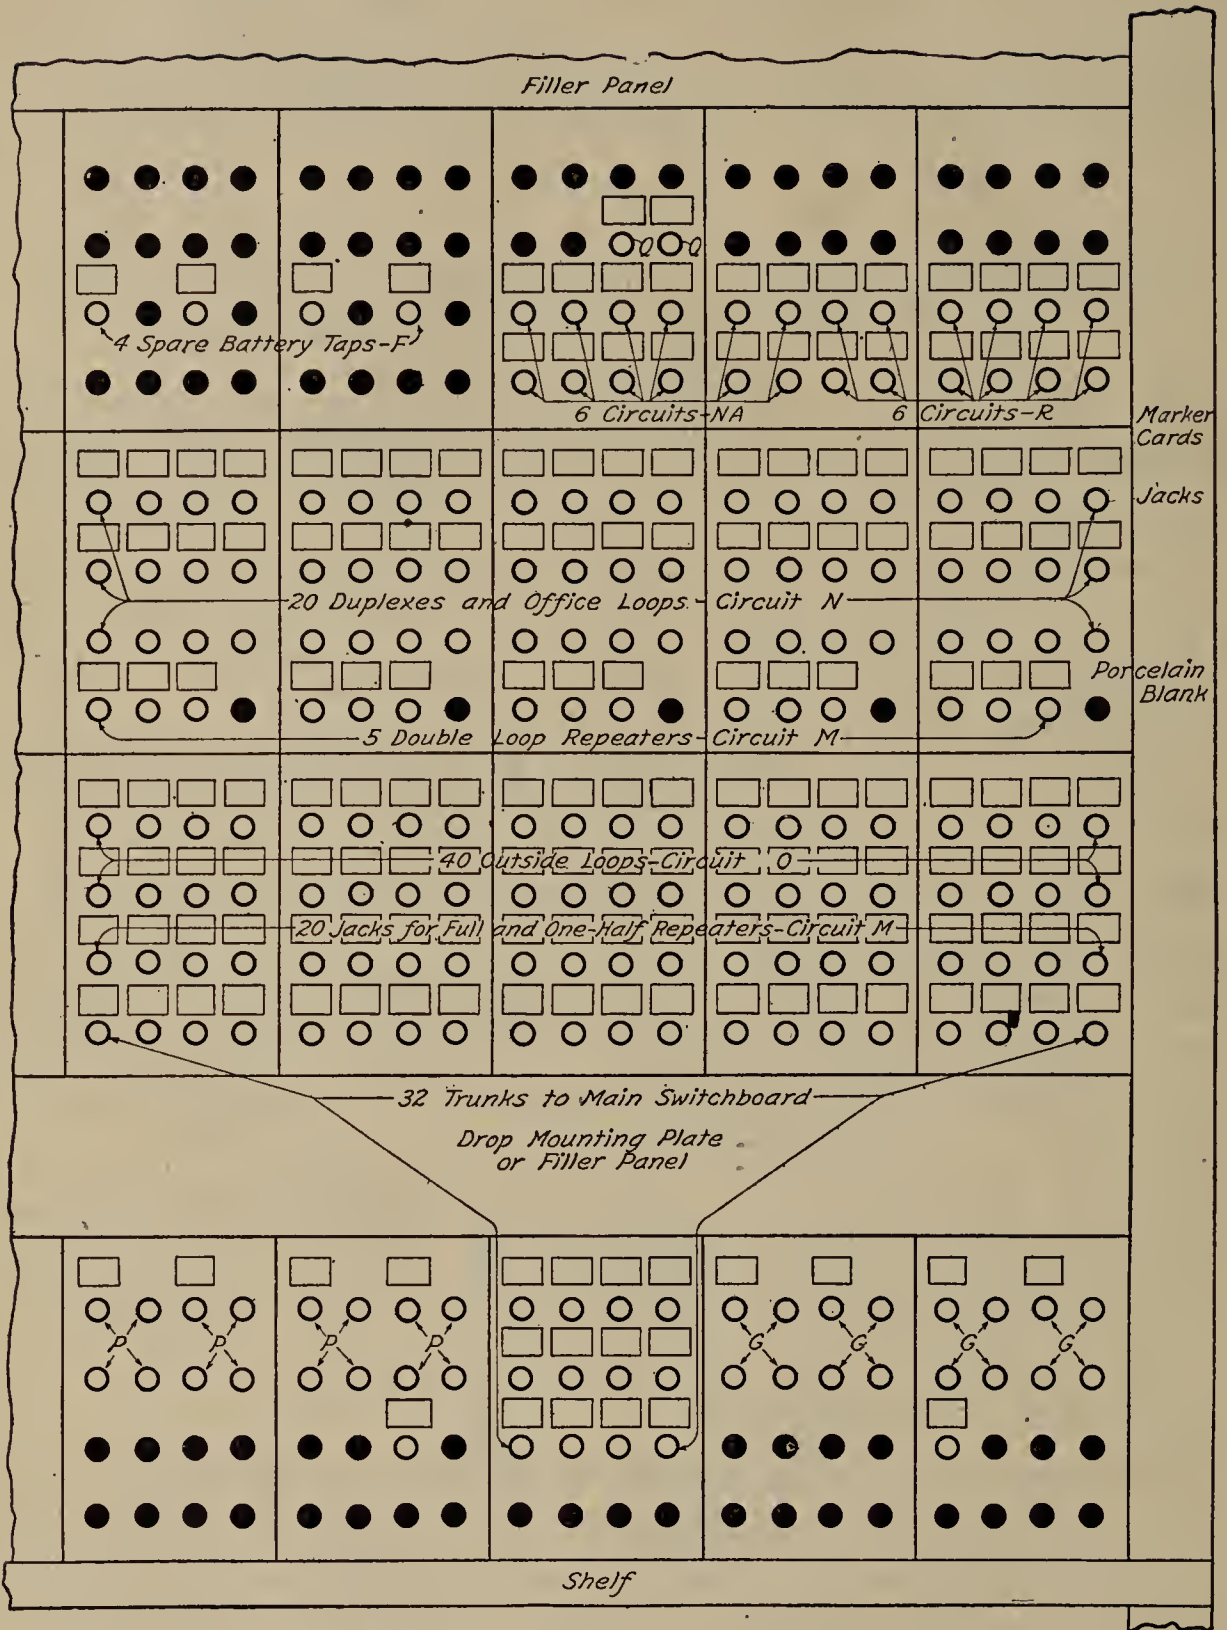 Filler Panel
Q Q
4 Spare Battery Taps-F
6 Circuits-NA
6 Circuits-R
Marker
Cards
Jacks
20 Duplexes and Office Loops - Circuit N
Porcelain
Blank
5 Double Loop Repeaters - Circuit M
40 Outside Loops-Circuit O
20 Jacks for Full and One-Half Repeaters-Circuit M
32 Trunks to Main Switchboard
Drop Mounting Plate
or Filler Panel
P P P P G G G G
Shelf